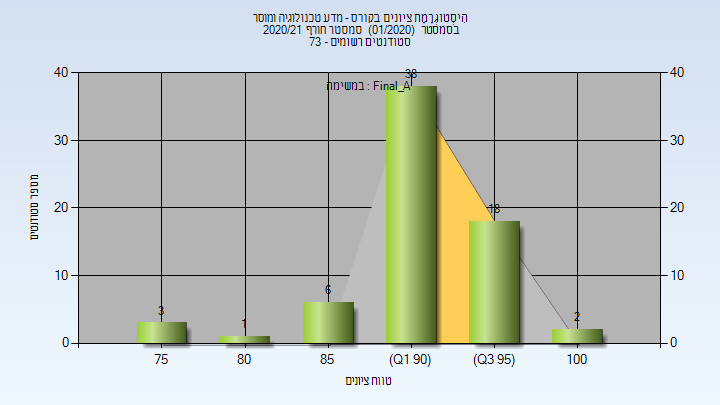 היסטוגרמת ציונים בקורס - מדע טכנולוגיה ומוסר
בסמסטר (01/2020) סמסטר חורף 2020/21
סטודנטים רשומים - 73
במשימה : Final_A
40
30
20
10
0
40
30
20
10
0
מספר סטודנטים
3
1
6
38
18
2
75
80
85
(Q1 90)
(Q3 95)
100
טווח ציונים